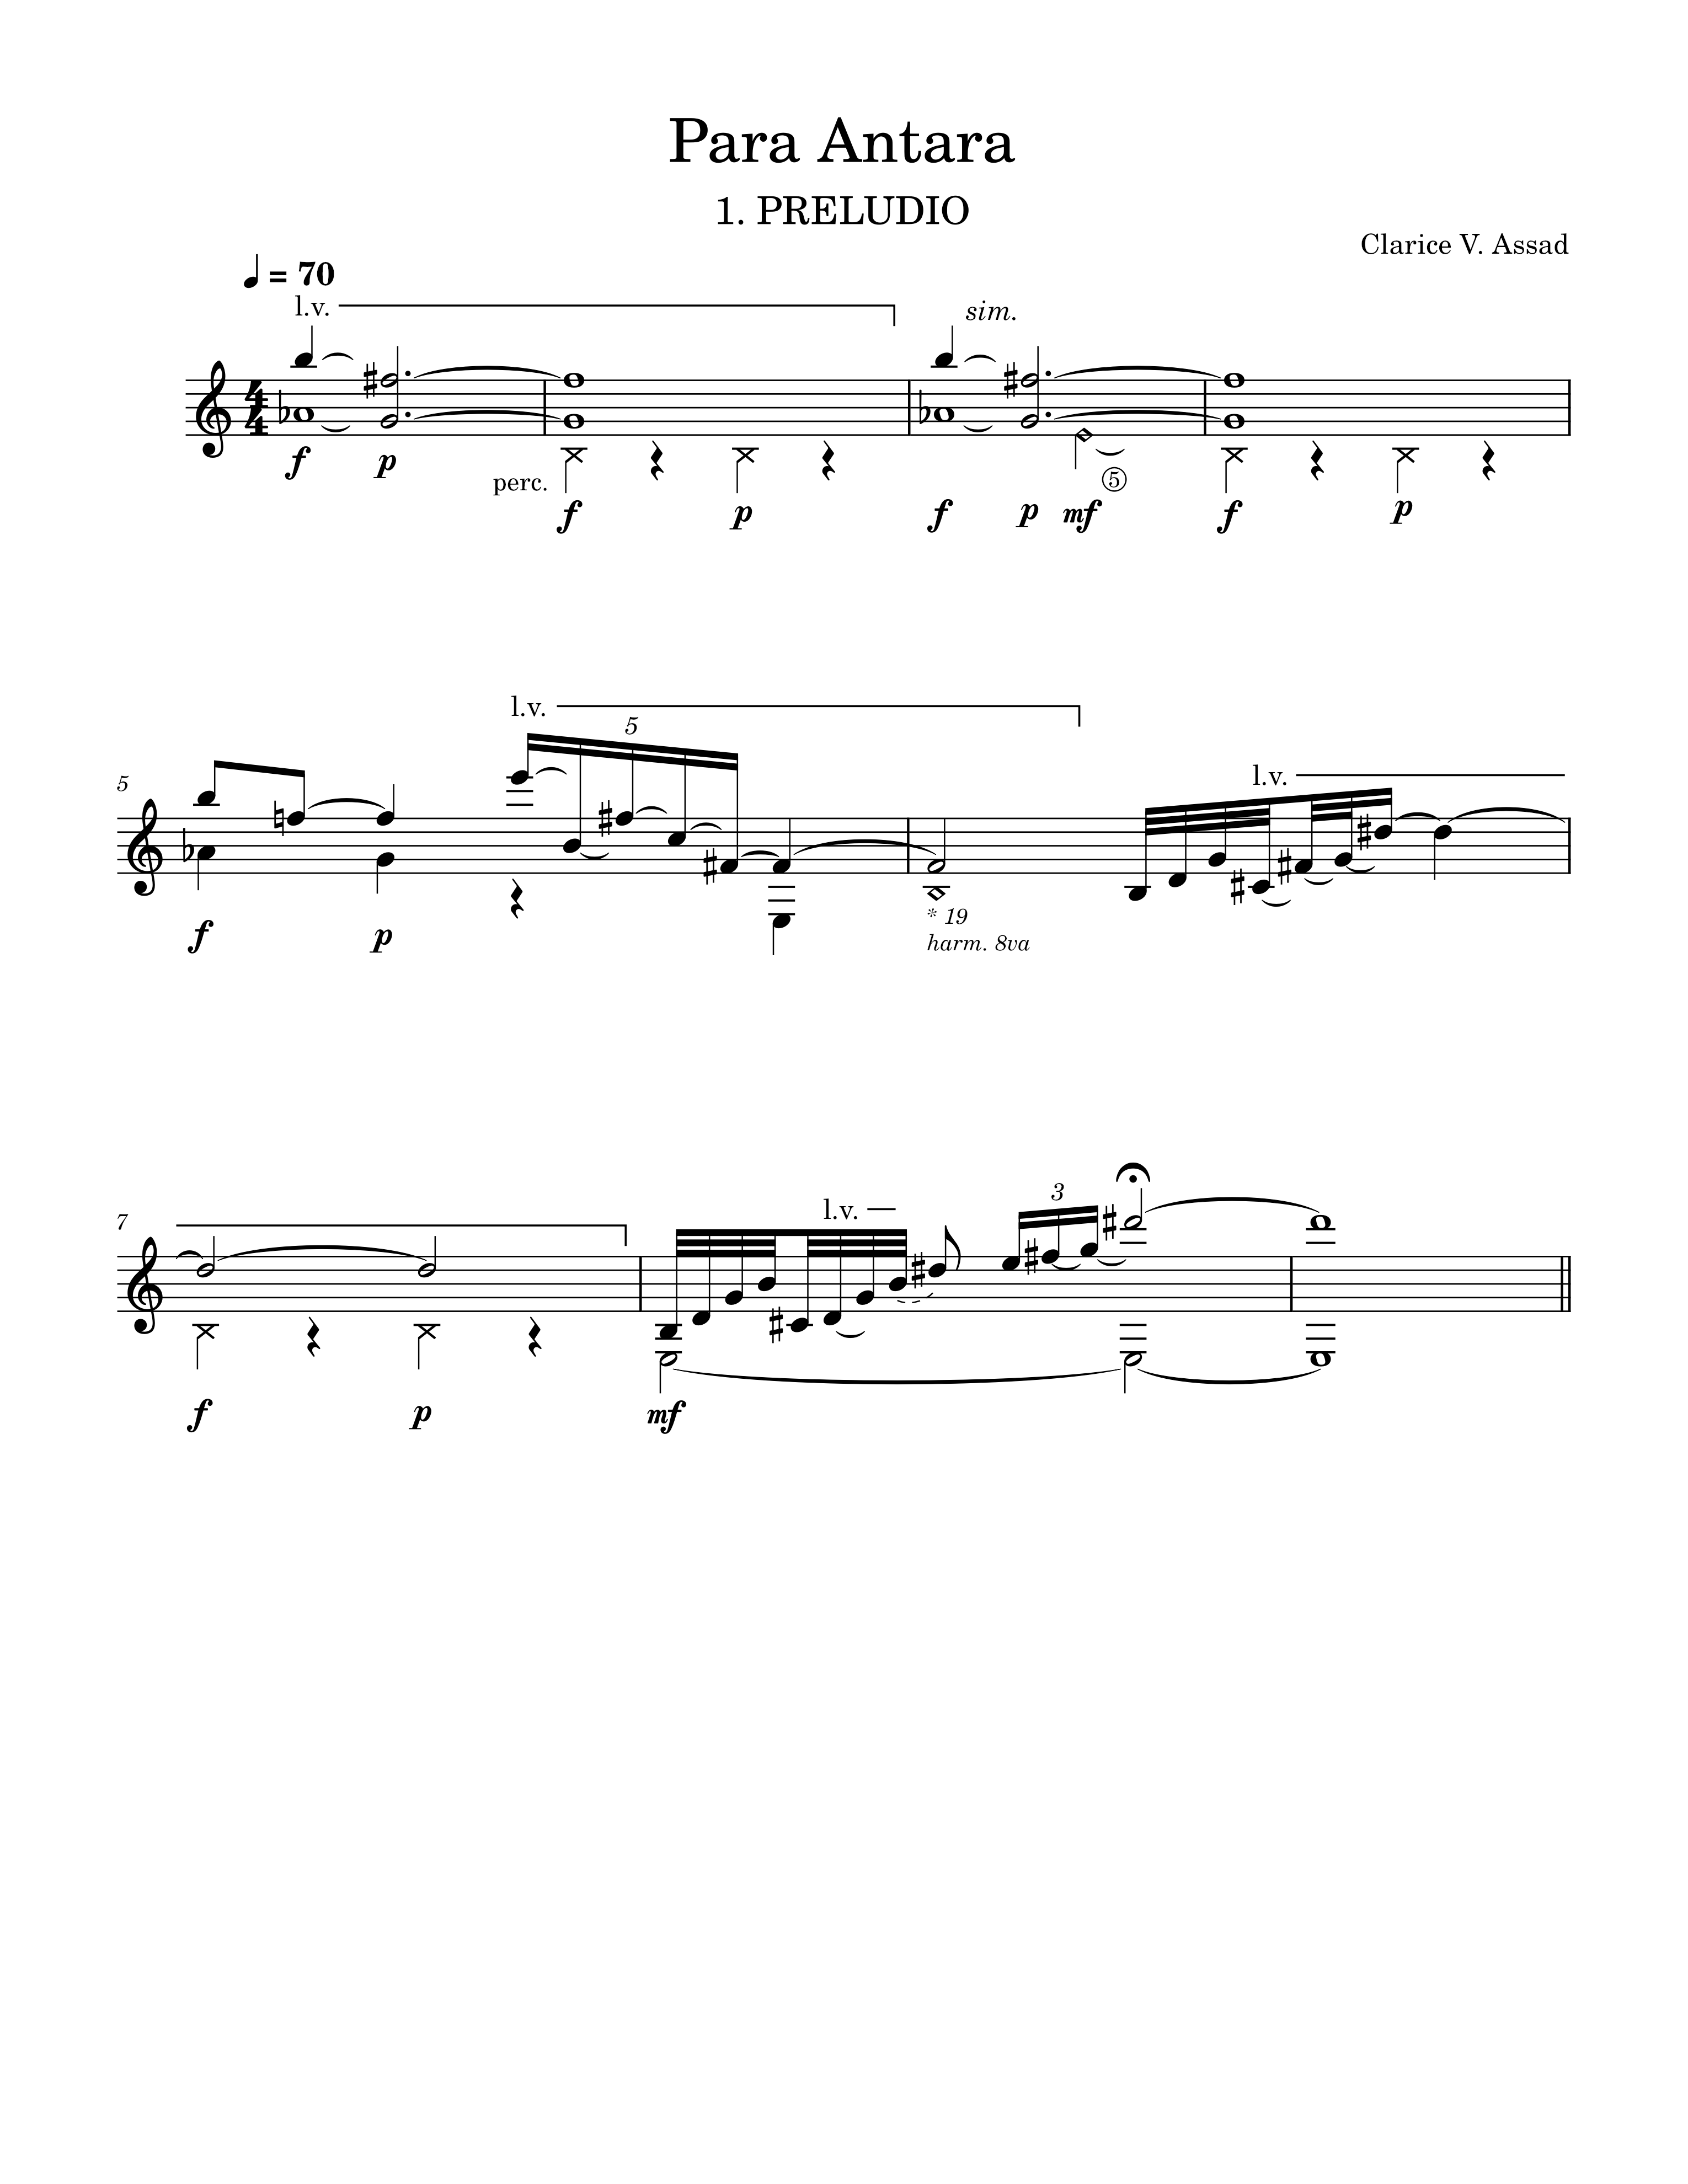 Para Antara
1. PRELUDIO
Clarice V. Assad
♩ = 70
l.v.
sim.
4
4
f p
perc.
5
f p f p mf f p
l.v.
5
l.v.
5
f p
* 19
harm. 8va
3
l.v.
7
f p mf